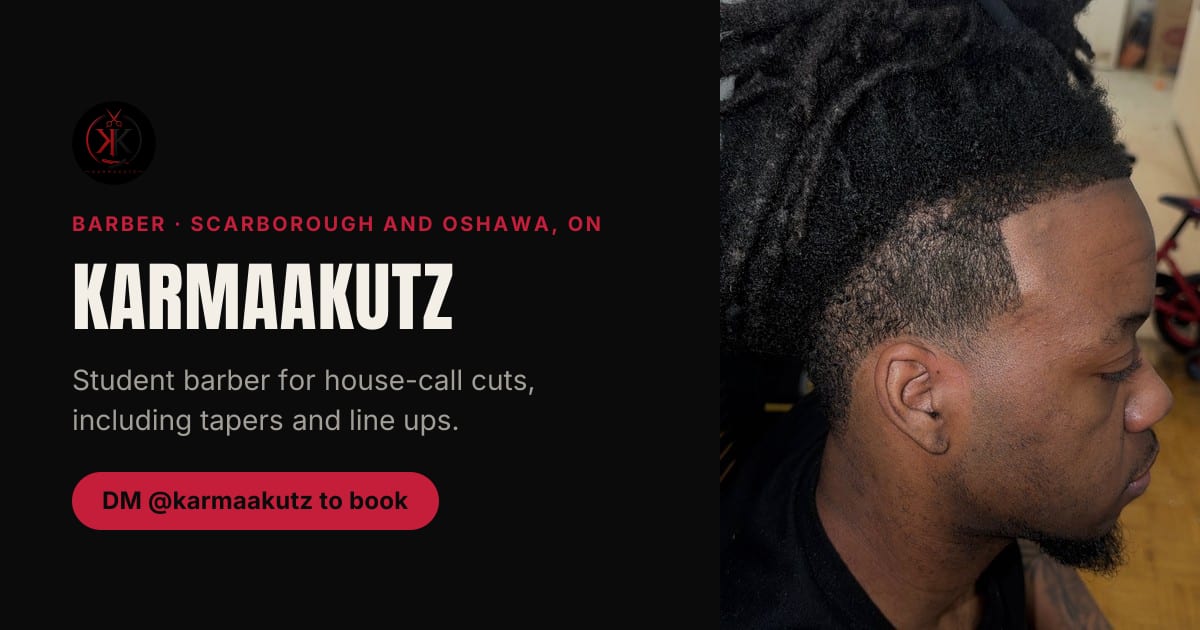 KK
BARBER · SCARBOROUGH AND OSHAWA, ON
KARMAAKUTZ
Student barber for house-call cuts,
including tapers and line ups.
DM @karmaakutz to book